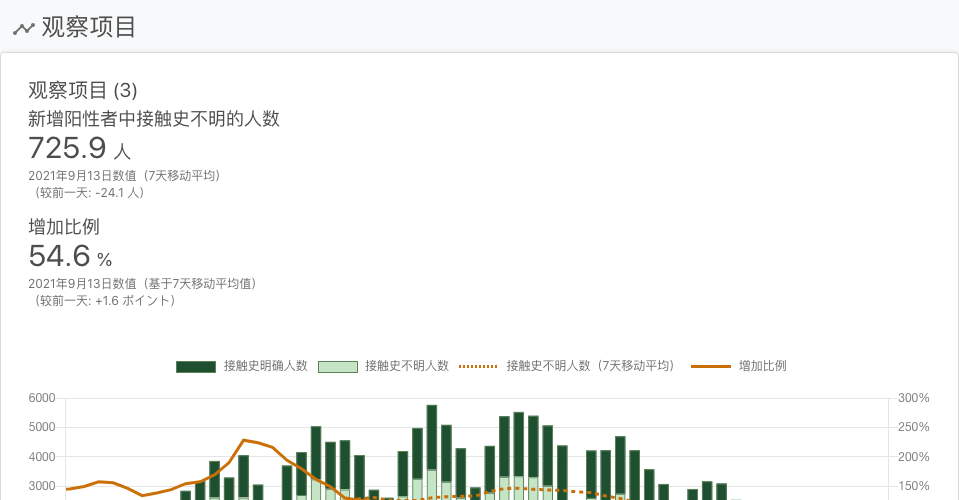 观察项目
观察项目 (3)
新增阳性者中接触史不明的人数
725.9 人
2021年9月13日数值（7天移动平均）
（较前一天: -24.1 人）
增加比例
54.6 %
2021年9月13日数值（基于7天移动平均值）
（较前一天: +1.6 ポイント）
接触史明确人数 接触史不明人数 接触史不明人数（7天移动平均） 增加比例
6000 300%
5000 250%
4000 200%
3000 150%